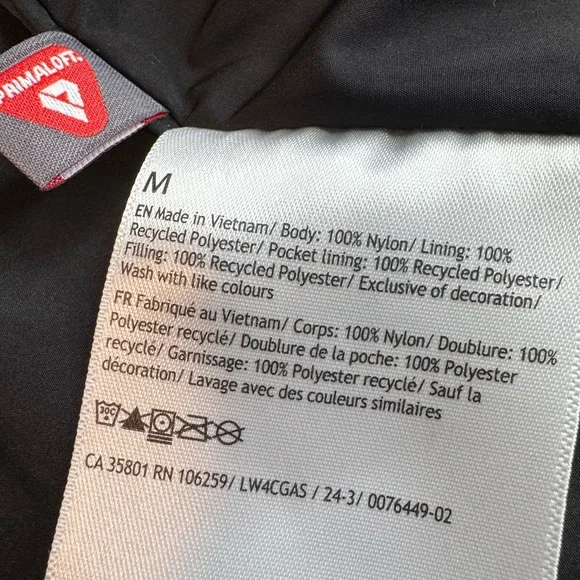 PRIMALOFT.
M
EN Made in Vietnam/ Body: 100% Nylon/ Lining: 100%
Recycled Polyester/ Pocket lining: 100% Recycled Polyester/
Filling: 100% Recycled Polyester/ Exclusive of decoration/
Wash with like colours
FR Fabriqué au Vietnam/ Corps: 100% Nylon/ Doublure: 100%
Polyester recyclé/ Doublure de la poche: 100% Polyester
recyclé/ Garnissage: 100% Polyester recyclé/ Sauf la
décoration/ Lavage avec des couleurs similaires
30C
CA 35801 RN 106259/ LW4CGAS / 24-3/ 0076449-02